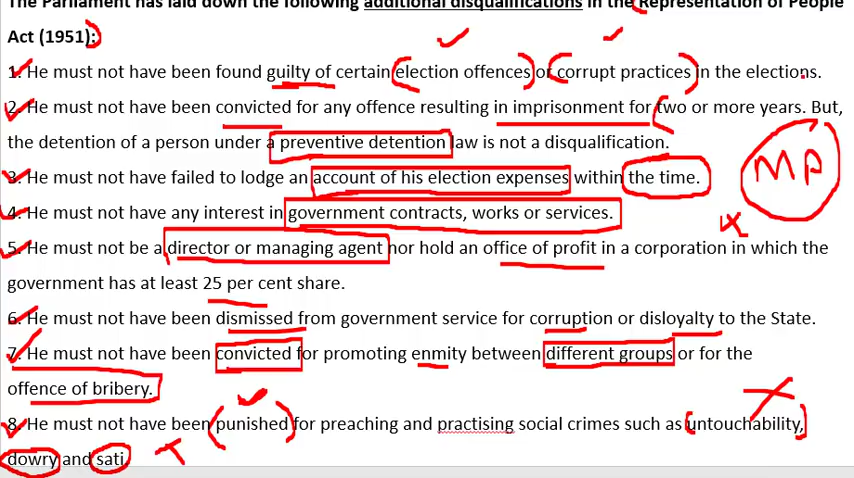 The Parliament has laid down the following additional disqualifications in the Representation of People
Act (1951):
1. He must not have been found guilty of certain election offences or corrupt practices in the elections.
2. He must not have been convicted for any offence resulting in imprisonment for two or more years. But,
the detention of a person under a preventive detention law is not a disqualification.
3. He must not have failed to lodge an account of his election expenses within the time.
MP
4. He must not have any interest in government contracts, works or services.
5. He must not be a director or managing agent nor hold an office of profit in a corporation in which the
government has at least 25 per cent share.
6. He must not have been dismissed from government service for corruption or disloyalty to the State.
7. He must not have been convicted for promoting enmity between different groups or for the
offence of bribery.
8. He must not have been punished for preaching and practising social crimes such as untouchability,
dowry and sati.